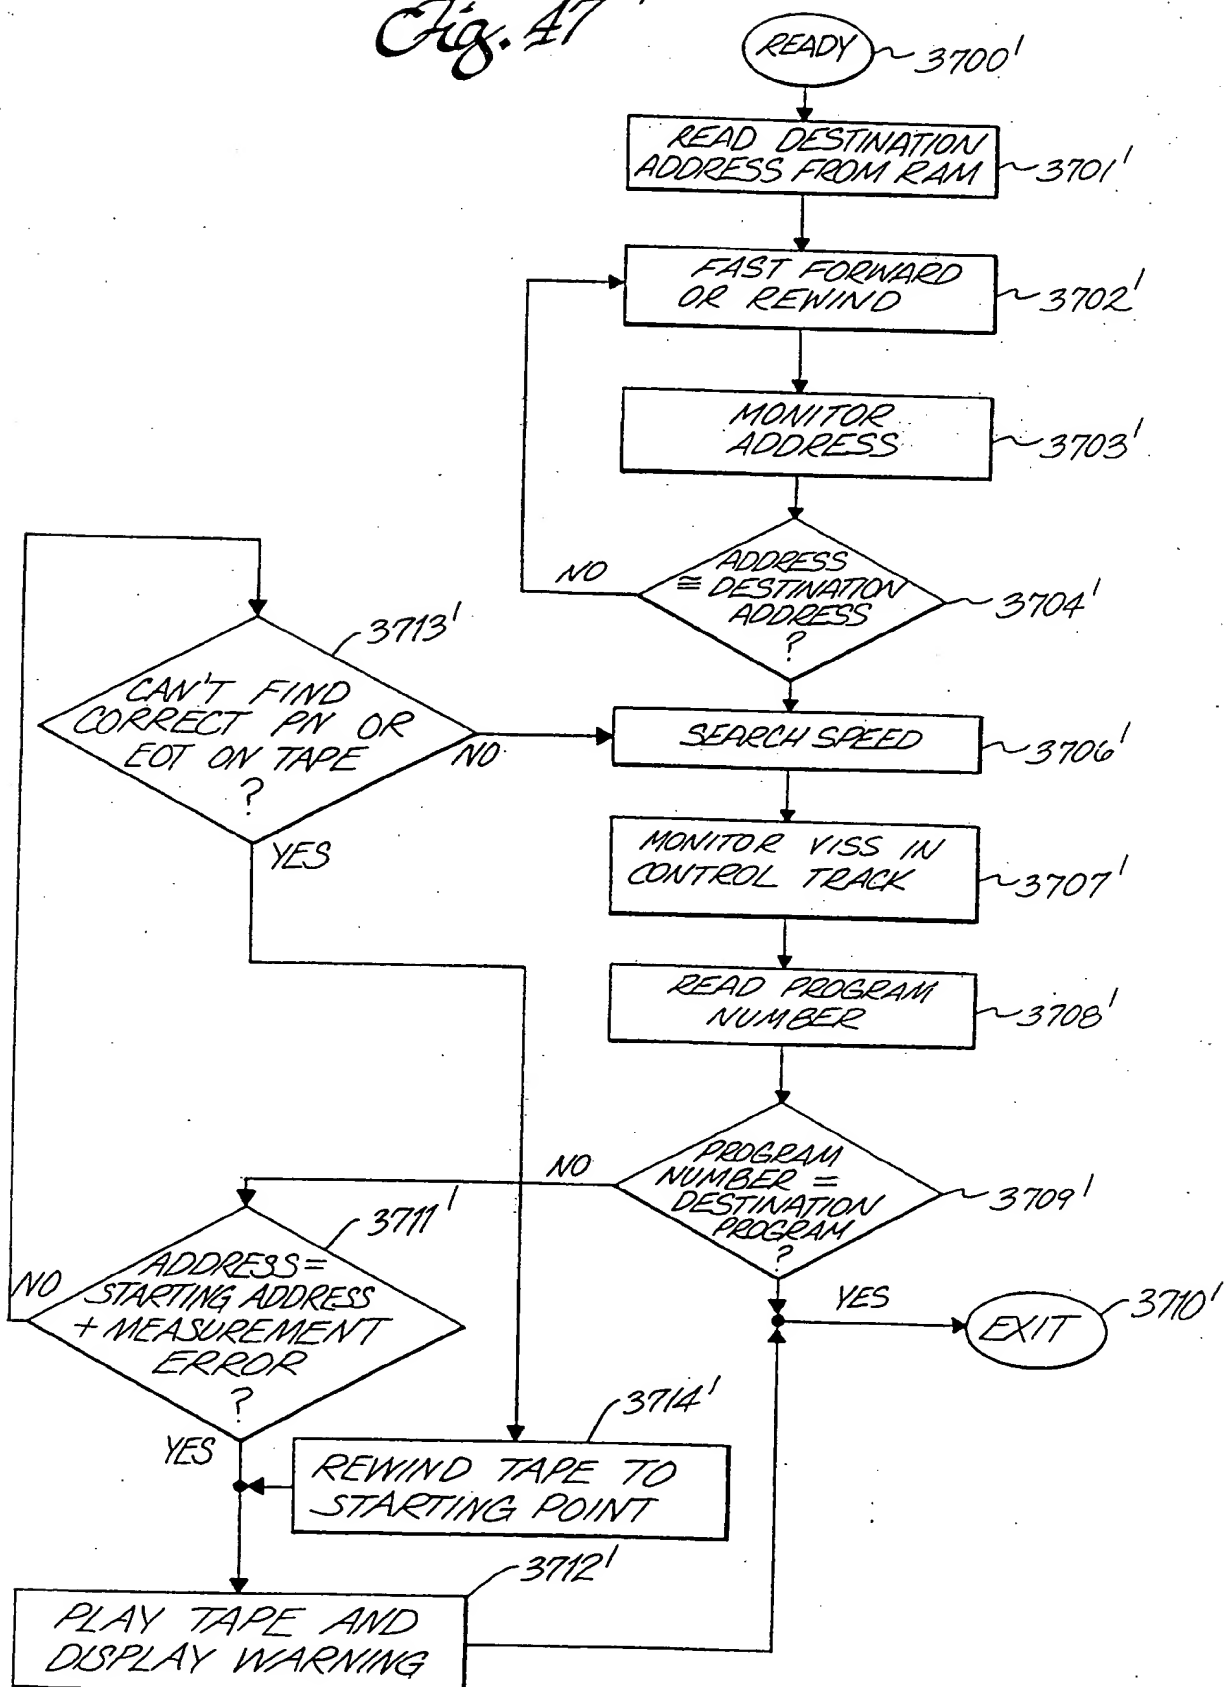 Fig. 47'
READY
3700'
READ DESTINATION
ADDRESS FROM RAM
3701'
FAST FORWARD
OR REWIND
3702'
MONITOR
ADDRESS
3703'
ADDRESS
≅ DESTINATION
ADDRESS
?
NO
3704'
3713'
CAN'T FIND
CORRECT PN OR
EOT ON TAPE
?
NO
YES
SEARCH SPEED
3706'
MONITOR VISS IN
CONTROL TRACK
3707'
READ PROGRAM
NUMBER
3708'
PROGRAM
NUMBER =
DESTINATION
PROGRAM
?
NO
3709'
YES
EXIT
3710'
3711'
ADDRESS =
STARTING ADDRESS
+ MEASUREMENT
ERROR
?
NO
YES
3714'
REWIND TAPE TO
STARTING POINT
3712'
PLAY TAPE AND
DISPLAY WARNING